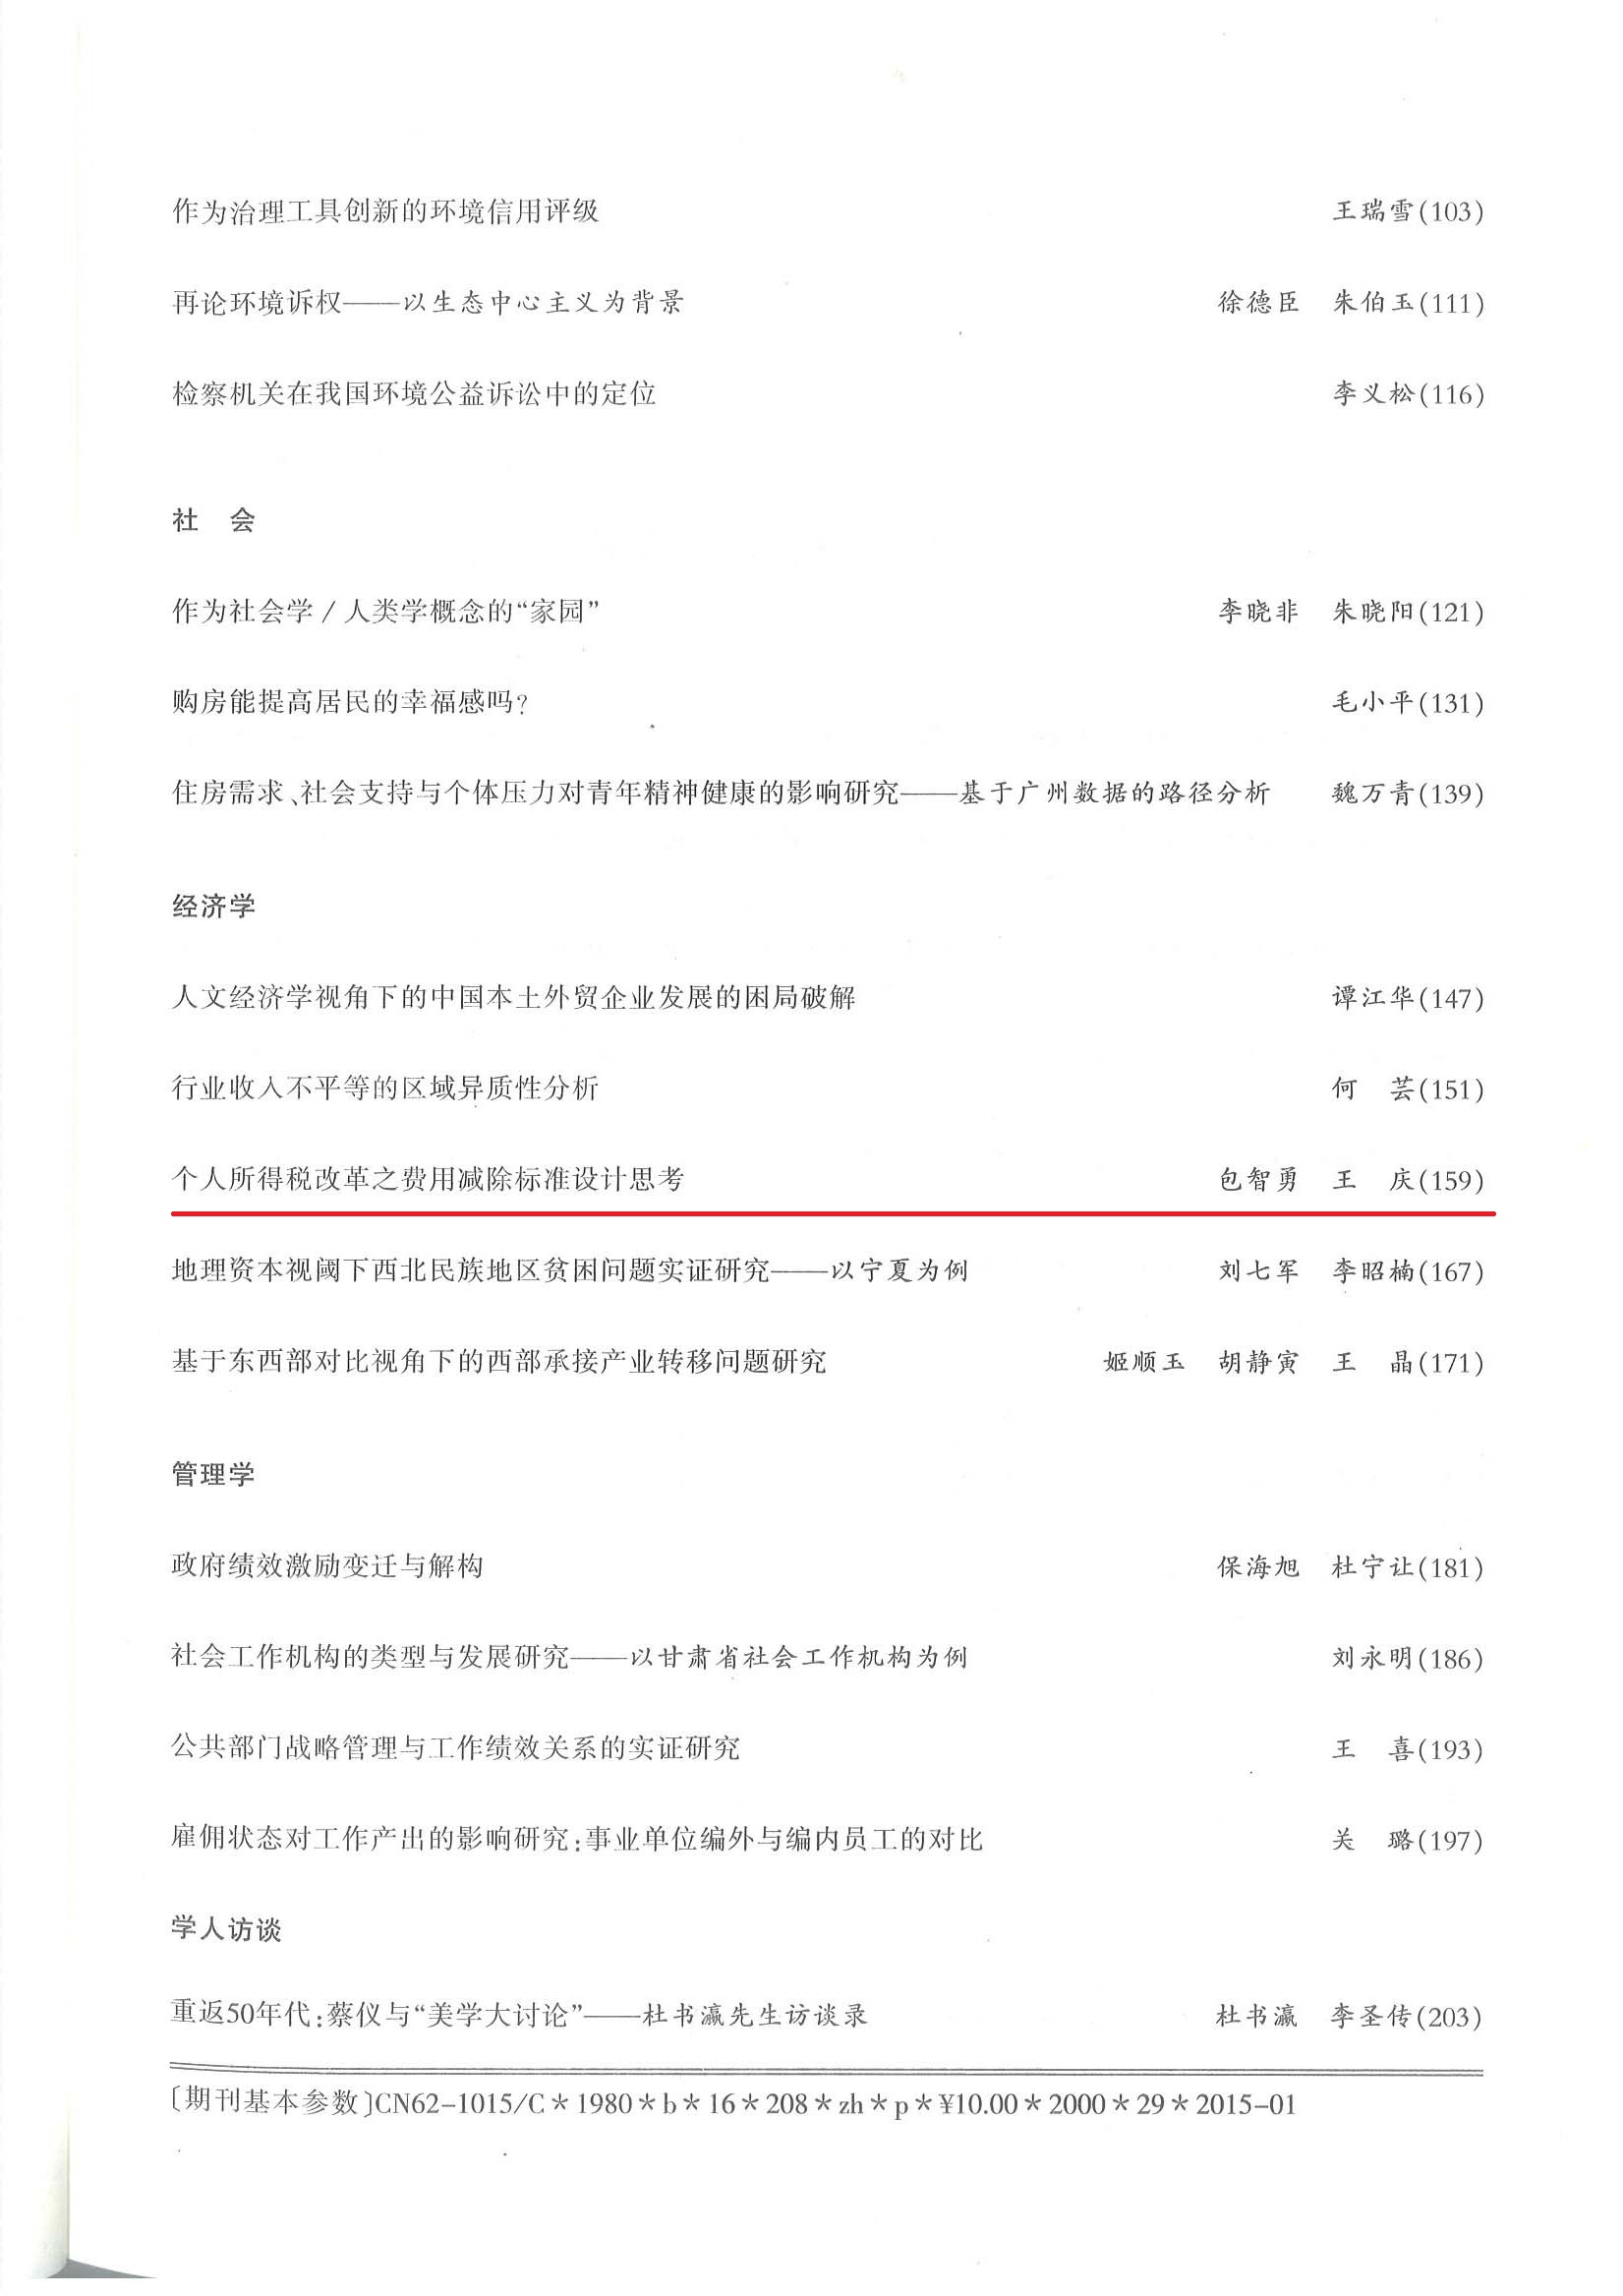 作为治理工具创新的环境信用评级 王瑞雪(103)
再论环境诉权——以生态中心主义为背景 徐德臣 朱伯玉(111)
检察机关在我国环境公益诉讼中的定位 李义松(116)
社 会
作为社会学/人类学概念的“家园” 李晓非 朱晓阳(121)
购房能提高居民的幸福感吗? 毛小平(131)
住房需求、社会支持与个体压力对青年精神健康的影响研究——基于广州数据的路径分析 魏万青(139)
经济学
人文经济学视角下的中国本土外贸企业发展的困局破解 谭江华(147)
行业收入不平等的区域异质性分析 何 芸(151)
个人所得税改革之费用减除标准设计思考 包智勇 王 庆(159)
地理资本视阈下西北民族地区贫困问题实证研究——以宁夏为例 刘七军 李昭楠(167)
基于东西部对比视角下的西部承接产业转移问题研究 姬顺玉 胡静寅 王 晶(171)
管理学
政府绩效激励变迁与解构 保海旭 杜宁让(181)
社会工作机构的类型与发展研究——以甘肃省社会工作机构为例 刘永明(186)
公共部门战略管理与工作绩效关系的实证研究 王 喜(193)
雇佣状态对工作产出的影响研究:事业单位编外与编内员工的对比 关 璐(197)
学人访谈
重返50年代:蔡仪与“美学大讨论”——杜书瀛先生访谈录 杜书瀛 李圣传(203)
〔期刊基本参数〕CN62-1015/C*1980*b*16*208*zh*p*¥10.00*2000*29*2015-01